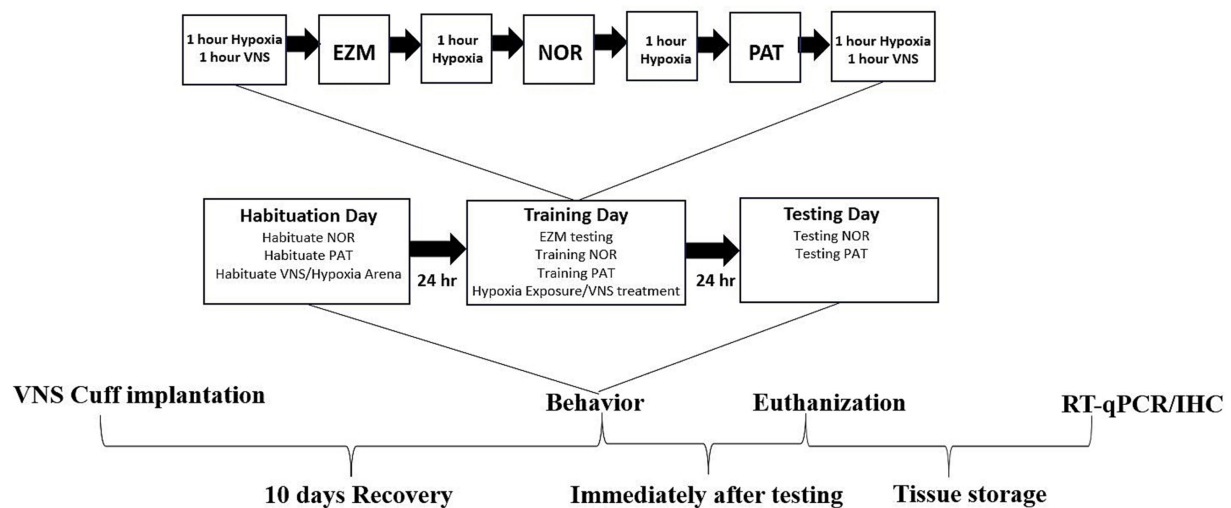 1 hour Hypoxia
1 hour VNS
EZM
1 hour
Hypoxia
NOR
1 hour
Hypoxia
PAT
1 hour Hypoxia
1 hour VNS
Habituation Day
Habituate NOR
Habituate PAT
Habituate VNS/Hypoxia Arena
24 hr
Training Day
EZM testing
Training NOR
Training PAT
Hypoxia Exposure/VNS treatment
24 hr
Testing Day
Testing NOR
Testing PAT
VNS Cuff implantation
Behavior
Euthanization
RT-qPCR/IHC
10 days Recovery
Immediately after testing
Tissue storage